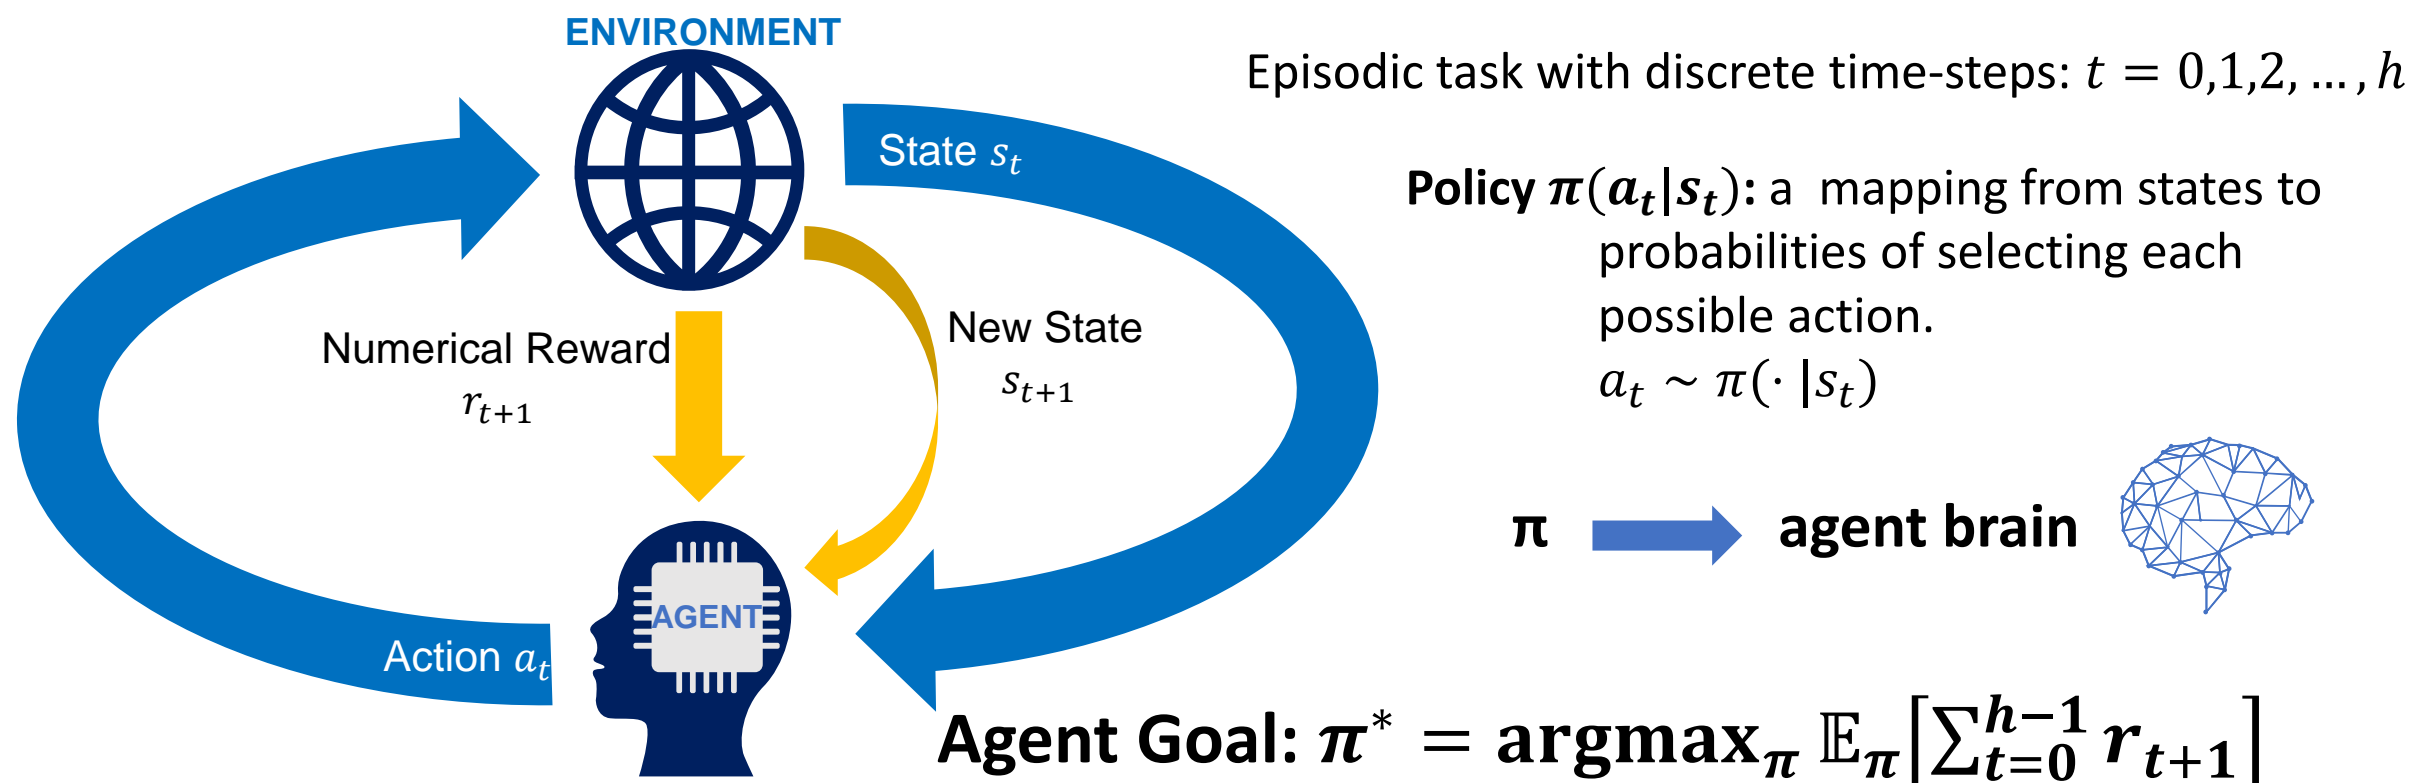 ENVIRONMENT
Episodic task with discrete time-steps: t = 0,1,2, … , h
State s_t
Policy π(a_t|s_t): a mapping from states to
probabilities of selecting each
possible action.
a_t ~ π(· |s_t)
Numerical Reward
r_{t+1}
New State
s_{t+1}
π agent brain
AGENT
Action a_t
Agent Goal: π* = argmax_π 𝔼_π[∑_{t=0}^{h−1} r_{t+1}]